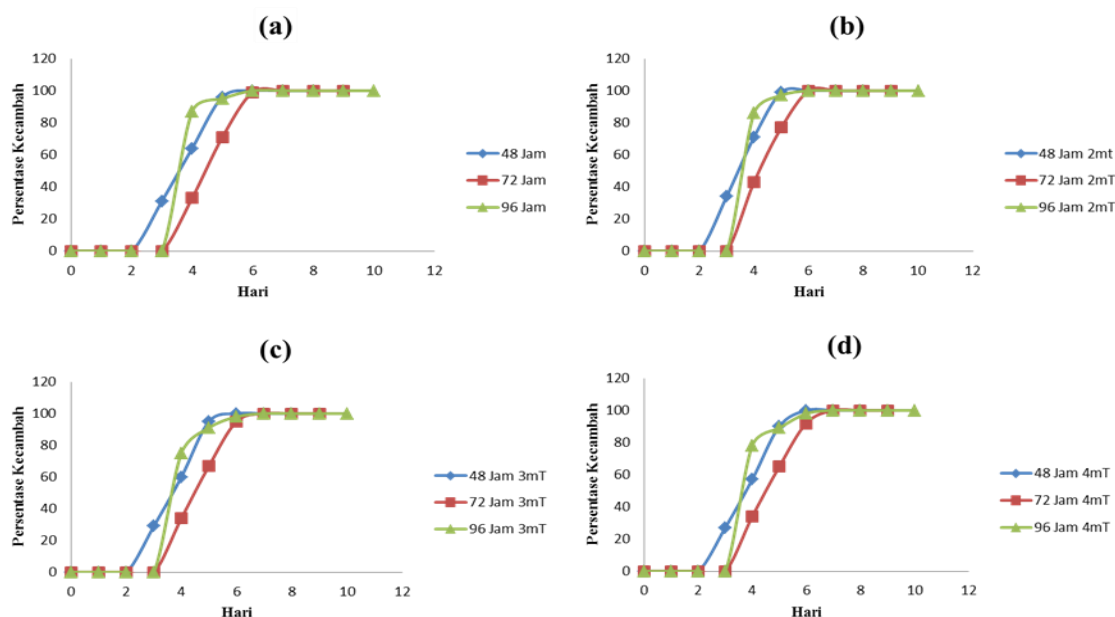 (a)
Persentase Kecambah
120
100
80
60
40
20
0
0 2 4 6 8 10 12
Hari
48 Jam
72 Jam
96 Jam
(b)
Persentase Kecambah
120
100
80
60
40
20
0
0 2 4 6 8 10 12
Hari
48 Jam 2mt
72 Jam 2mT
96 Jam 2mT
(c)
Persentase Kecambah
120
100
80
60
40
20
0
0 2 4 6 8 10 12
Hari
48 Jam 3mT
72 Jam 3mT
96 Jam 3mT
(d)
Persentase Kecambah
120
100
80
60
40
20
0
0 2 4 6 8 10 12
Hari
48 Jam 4mT
72 Jam 4mT
96 Jam 4mT